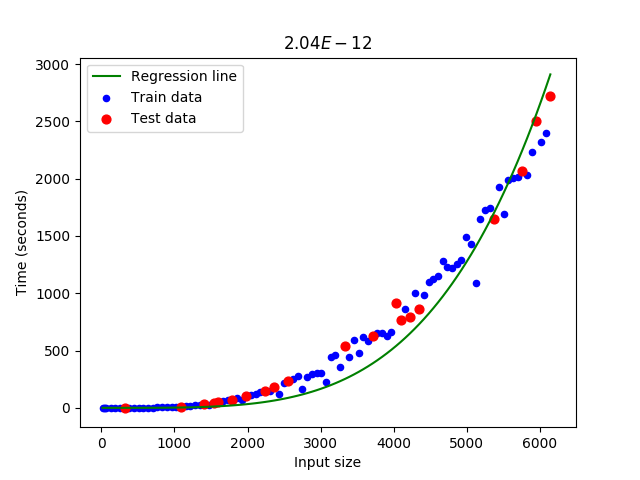 2.04E − 12
Regression line
Train data
Test data
3000
2500
2000
1500
1000
500
0
Time (seconds)
0 1000 2000 3000 4000 5000 6000
Input size